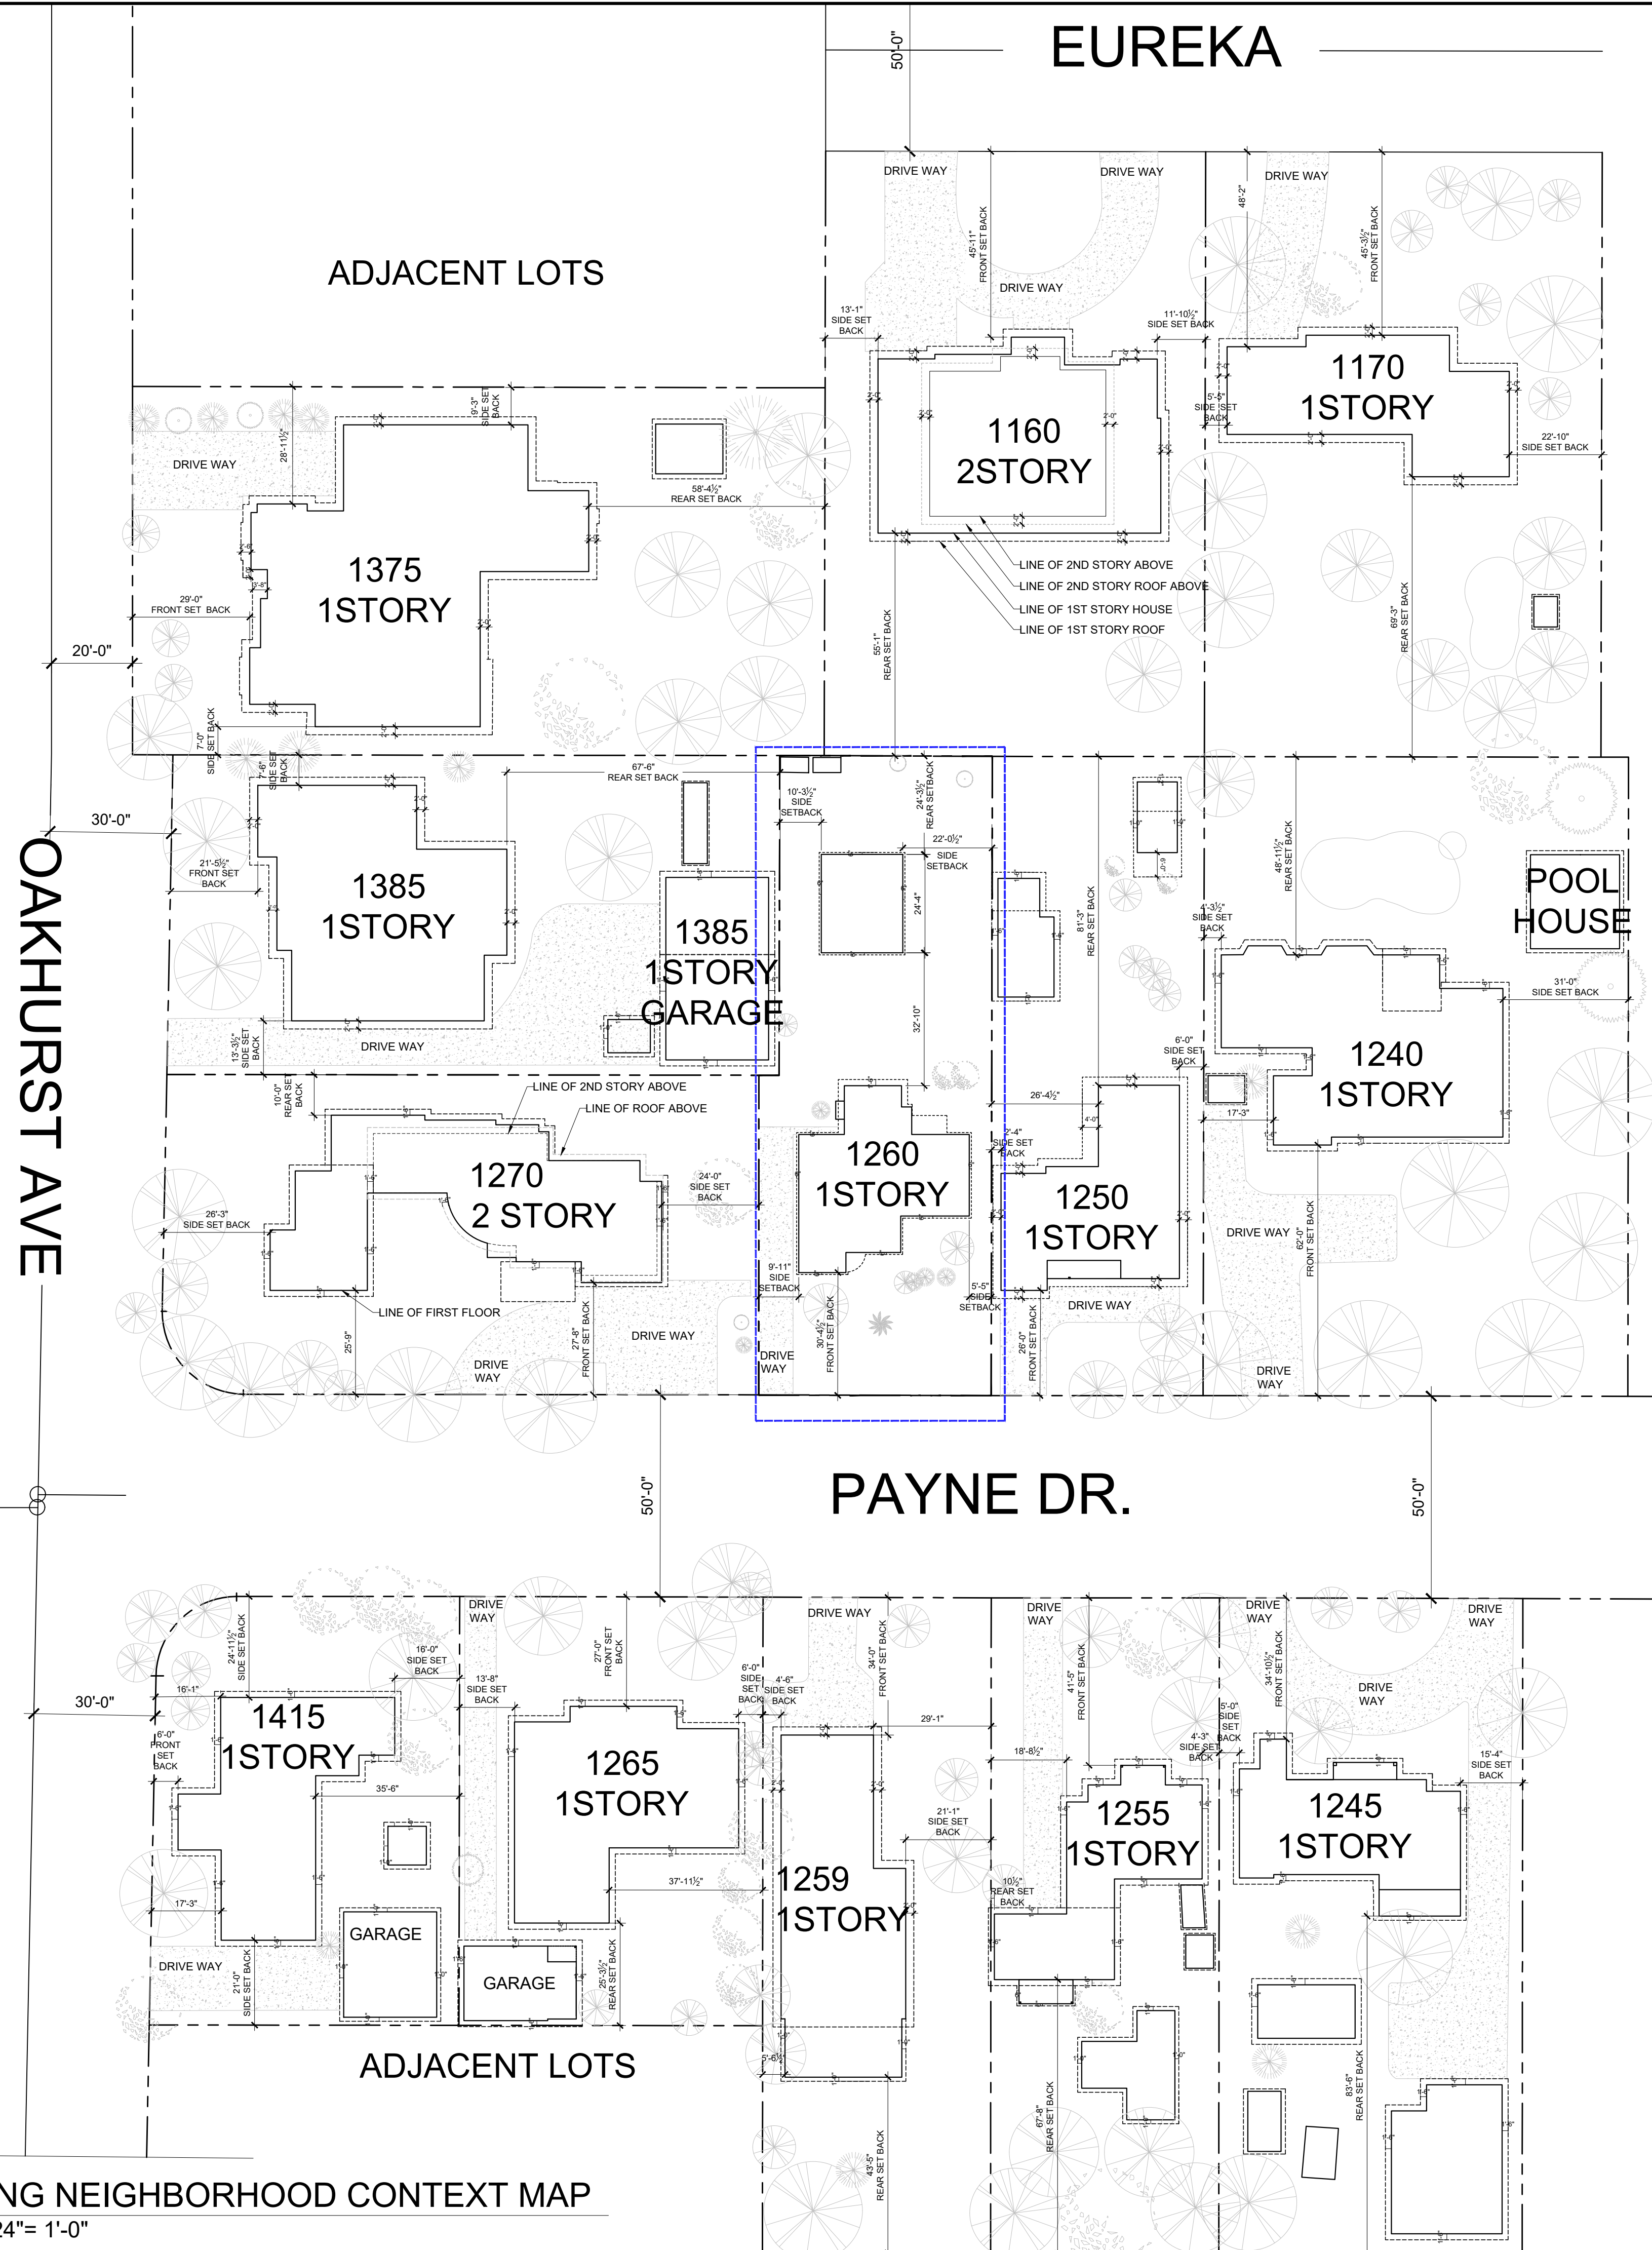 EUREKA
50'-0"
DRIVE WAY
DRIVE WAY
DRIVE WAY
DRIVE WAY
48'-2"
45'-11"
FRONT SET BACK
45'-3½"
FRONT SET BACK
ADJACENT LOTS
13'-1"
SIDE SET
BACK
11'-10½"
SIDE SET BACK
1160
2STORY
1170
1STORY
5'-5"
SIDE SET
BACK
22'-10"
SIDE SET BACK
LINE OF 2ND STORY ABOVE
LINE OF 2ND STORY ROOF ABOVE
LINE OF 1ST STORY HOUSE
LINE OF 1ST STORY ROOF
55'-1"
REAR SET BACK
69'-3"
REAR SET BACK
9'-3"
SIDE SET
BACK
28'-11½"
DRIVE WAY
58'-4½"
REAR SET BACK
1375
1STORY
3'-8"
29'-0"
FRONT SET BACK
20'-0"
7'-0"
SIDE SET BACK
7'-6"
SIDE SET
BACK
67'-6"
REAR SET BACK
30'-0"
OAKHURST AVE
21'-5½"
FRONT SET
BACK
1385
1STORY
1385
1STORY
GARAGE
13'-3½"
SIDE SET
BACK
DRIVE WAY
10'-3½"
SIDE
SETBACK
24'-3½"
REAR SETBACK
22'-0½"
SIDE
SETBACK
24'-4"
32'-10"
81'-3"
REAR SET BACK
48'-11½"
REAR SET BACK
4'-3½"
SIDE SET
BACK
POOL
HOUSE
31'-0"
SIDE SET BACK
1240
1STORY
6'-0"
SIDE SET
BACK
17'-3"
10'-0"
REAR SET
BACK
LINE OF 2ND STORY ABOVE
LINE OF ROOF ABOVE
1270
2 STORY
24'-0"
SIDE SET
BACK
26'-3"
SIDE SET BACK
LINE OF FIRST FLOOR
25'-9"
27'-8"
FRONT SET BACK
DRIVE WAY
DRIVE
WAY
1260
1STORY
9'-11"
SIDE
SETBACK
30'-4½"
FRONT SET BACK
DRIVE
WAY
5'-5"
SIDE
SETBACK
26'-4½"
4'-0"
2'-4"
SIDE SET
BACK
1250
1STORY
26'-0"
FRONT SET BACK
DRIVE WAY
DRIVE WAY
62'-0"
FRONT SET BACK
DRIVE
WAY
50'-0"
PAYNE DR.
50'-0"
30'-0"
24'-11½"
SIDE SET BACK
16'-1"
16'-0"
SIDE SET
BACK
1415
1STORY
6'-0"
FRONT
SET
BACK
35'-6"
17'-3"
GARAGE
DRIVE WAY
21'-0"
SIDE SET BACK
DRIVE
WAY
27'-0"
FRONT SET
BACK
13'-8"
SIDE SET
BACK
1265
1STORY
37'-11½"
GARAGE
25'-3½"
REAR SET BACK
6'-0"
SIDE
SET
BACK
4'-6"
SIDE SET
BACK
DRIVE WAY
34'-0"
FRONT SET BACK
29'-1"
21'-1"
SIDE SET
BACK
1259
1STORY
5'-6½"
43'-5"
REAR SET BACK
DRIVE
WAY
41'-5"
FRONT SET BACK
18'-8½"
4'-3"
SIDE SET
BACK
1255
1STORY
10½"
REAR SET
BACK
67'-8"
REAR SET BACK
DRIVE
WAY
34'-10½"
FRONT SET BACK
DRIVE
WAY
DRIVE
WAY
5'-0"
SIDE
SET
BACK
15'-4"
SIDE SET
BACK
1245
1STORY
83'-6"
REAR SET BACK
ADJACENT LOTS
NG NEIGHBORHOOD CONTEXT MAP
24"= 1'-0"